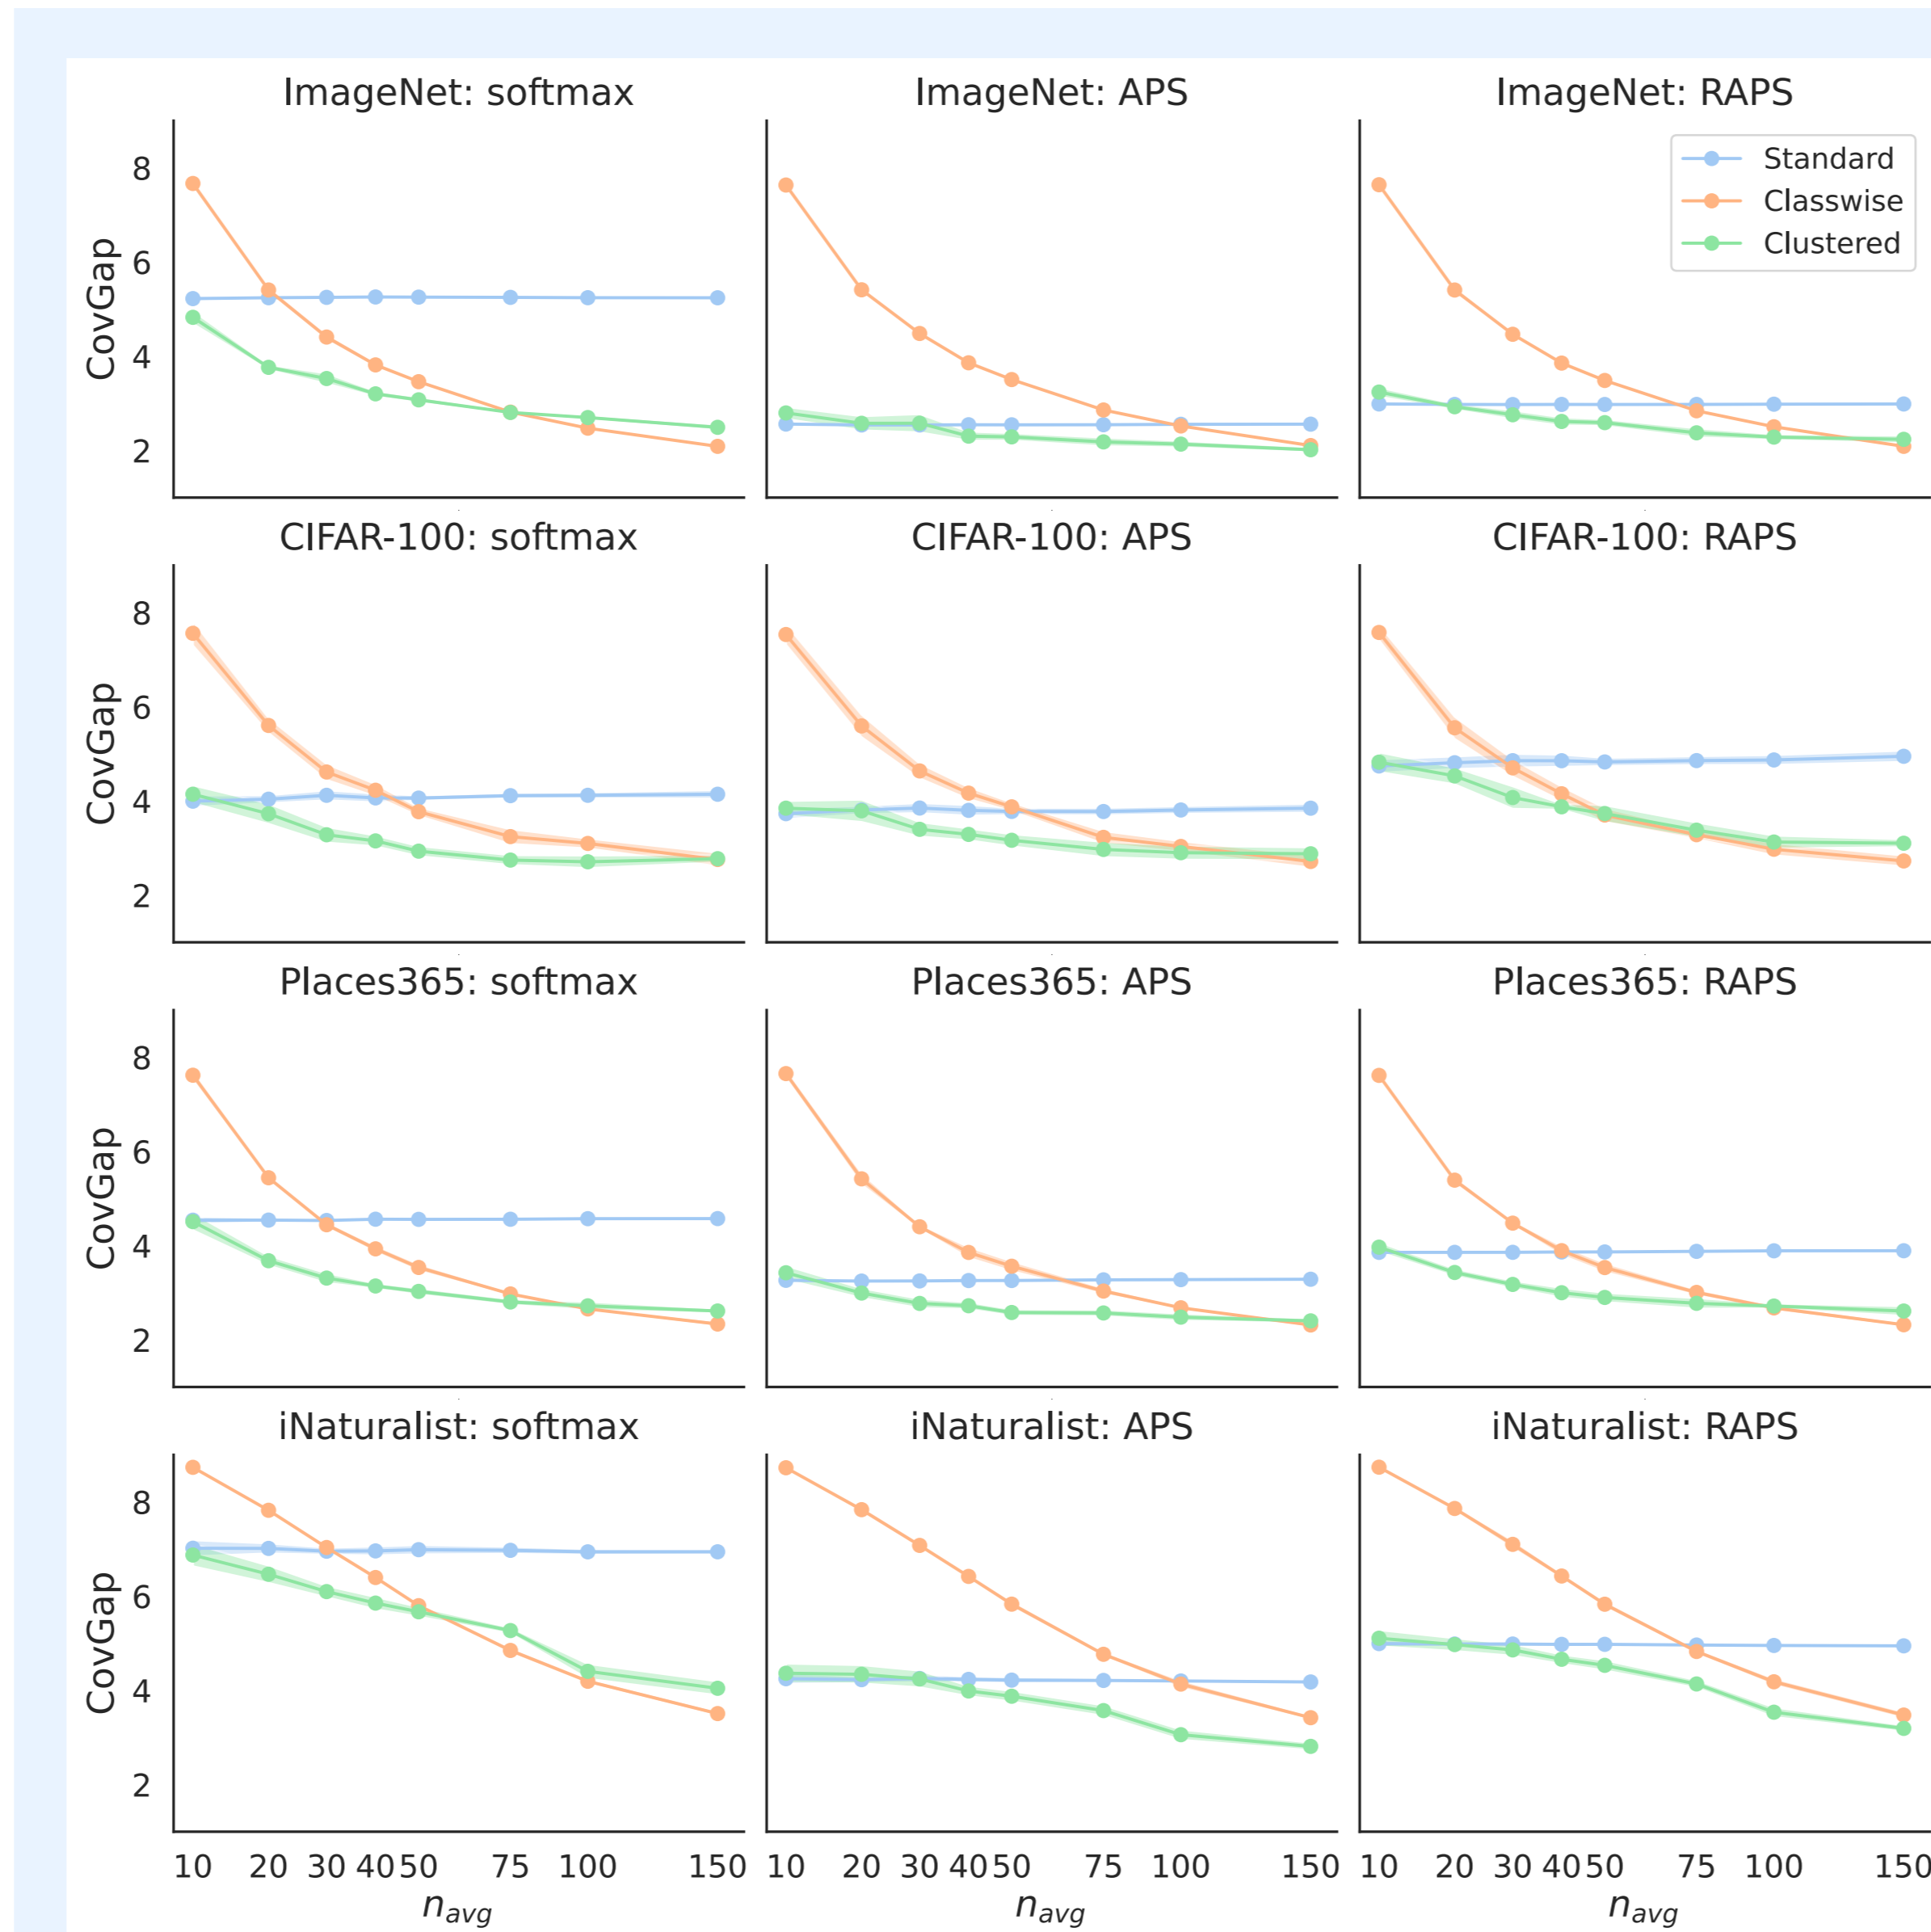 ImageNet: softmax
ImageNet: APS
ImageNet: RAPS
Standard
Classwise
Clustered
CovGap
8
6
4
2
CIFAR-100: softmax
CIFAR-100: APS
CIFAR-100: RAPS
CovGap
8
6
4
2
Places365: softmax
Places365: APS
Places365: RAPS
CovGap
8
6
4
2
iNaturalist: softmax
iNaturalist: APS
iNaturalist: RAPS
CovGap
8
6
4
2
10 20 30 40 50 75 100 150
10 20 30 40 50 75 100 150
10 20 30 40 50 75 100 150
n_avg
n_avg
n_avg